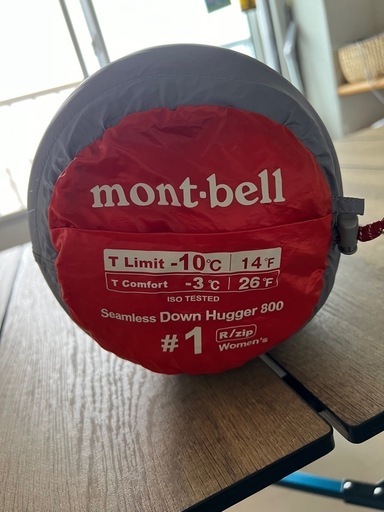 mont·bell
T Limit -10℃ 14°F
T Comfort -3℃ 26°F
ISO TESTED
Seamless Down Hugger 800
#1 R/zip
Women's